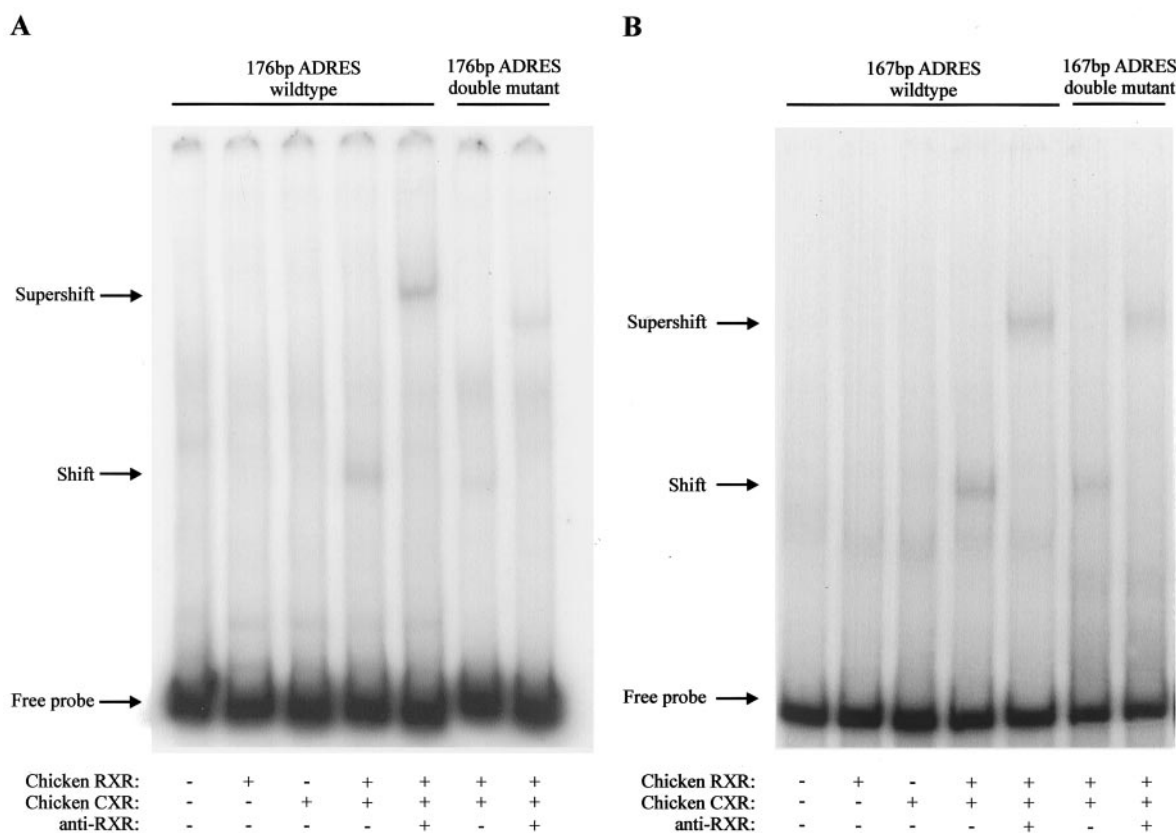 A
176bp ADRES
wildtype
176bp ADRES
double mutant
Supershift
Shift
Free probe
Chicken RXR: - + - + + + +
Chicken CXR: - - + + + + +
anti-RXR: - - - - + - +
B
167bp ADRES
wildtype
167bp ADRES
double mutant
Supershift
Shift
Free probe
Chicken RXR: - + - + + + +
Chicken CXR: - - + + + + +
anti-RXR: - - - - + - +